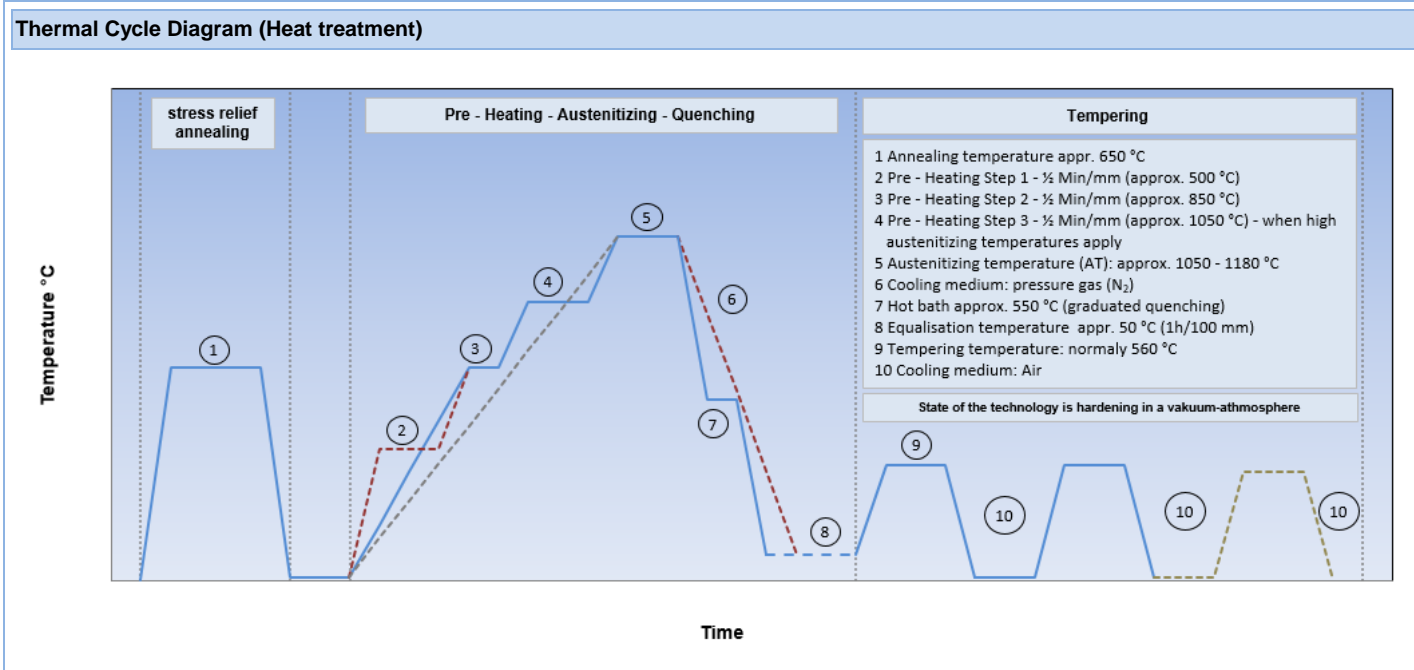 Thermal Cycle Diagram (Heat treatment)
stress relief
annealing
Pre - Heating - Austenitizing - Quenching
Tempering
1 Annealing temperature appr. 650 °C
2 Pre - Heating Step 1 - ½ Min/mm (approx. 500 °C)
3 Pre - Heating Step 2 - ½ Min/mm (approx. 850 °C)
4 Pre - Heating Step 3 - ½ Min/mm (approx. 1050 °C) - when high
austenitizing temperatures apply
5 Austenitizing temperature (AT): approx. 1050 - 1180 °C
6 Cooling medium: pressure gas (N₂)
7 Hot bath approx. 550 °C (graduated quenching)
8 Equalisation temperature appr. 50 °C (1h/100 mm)
9 Tempering temperature: normaly 560 °C
10 Cooling medium: Air
State of the technology is hardening in a vakuum-athmosphere
Temperature °C
1
2
3
4
5
6
7
8
9
10
10
10
Time